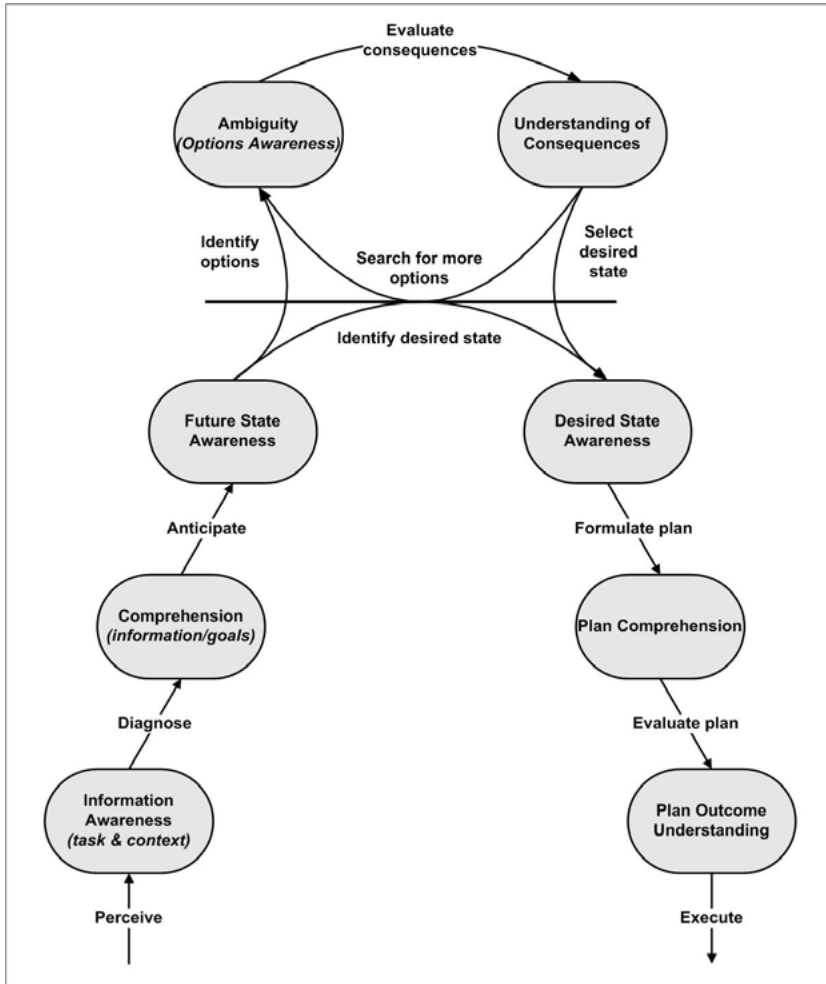 Evaluate
consequences
Ambiguity
(Options Awareness)
Understanding of
Consequences
Identify
options
Search for more
options
Select
desired
state
Identify desired state
Future State
Awareness
Desired State
Awareness
Anticipate
Formulate plan
Comprehension
(information/goals)
Plan Comprehension
Diagnose
Evaluate plan
Information
Awareness
(task & context)
Plan Outcome
Understanding
Perceive
Execute